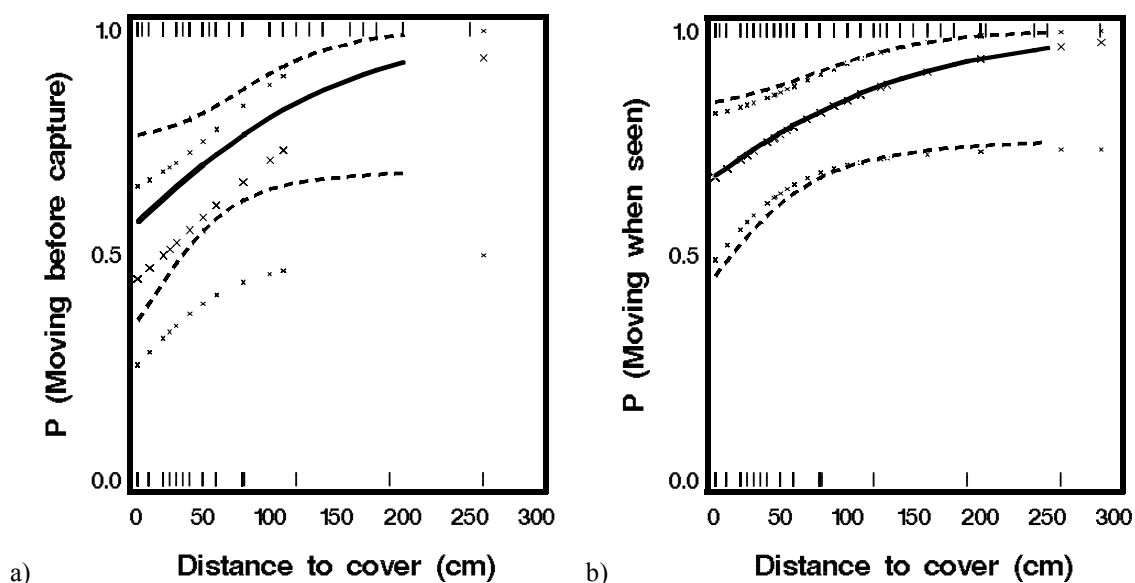 1.0
0.5
0.0
P (Moving before capture)
0 50 100 150 200 250 300
Distance to cover (cm)
a)
1.0
0.5
0.0
P (Moving when seen)
0 50 100 150 200 250 300
Distance to cover (cm)
b)